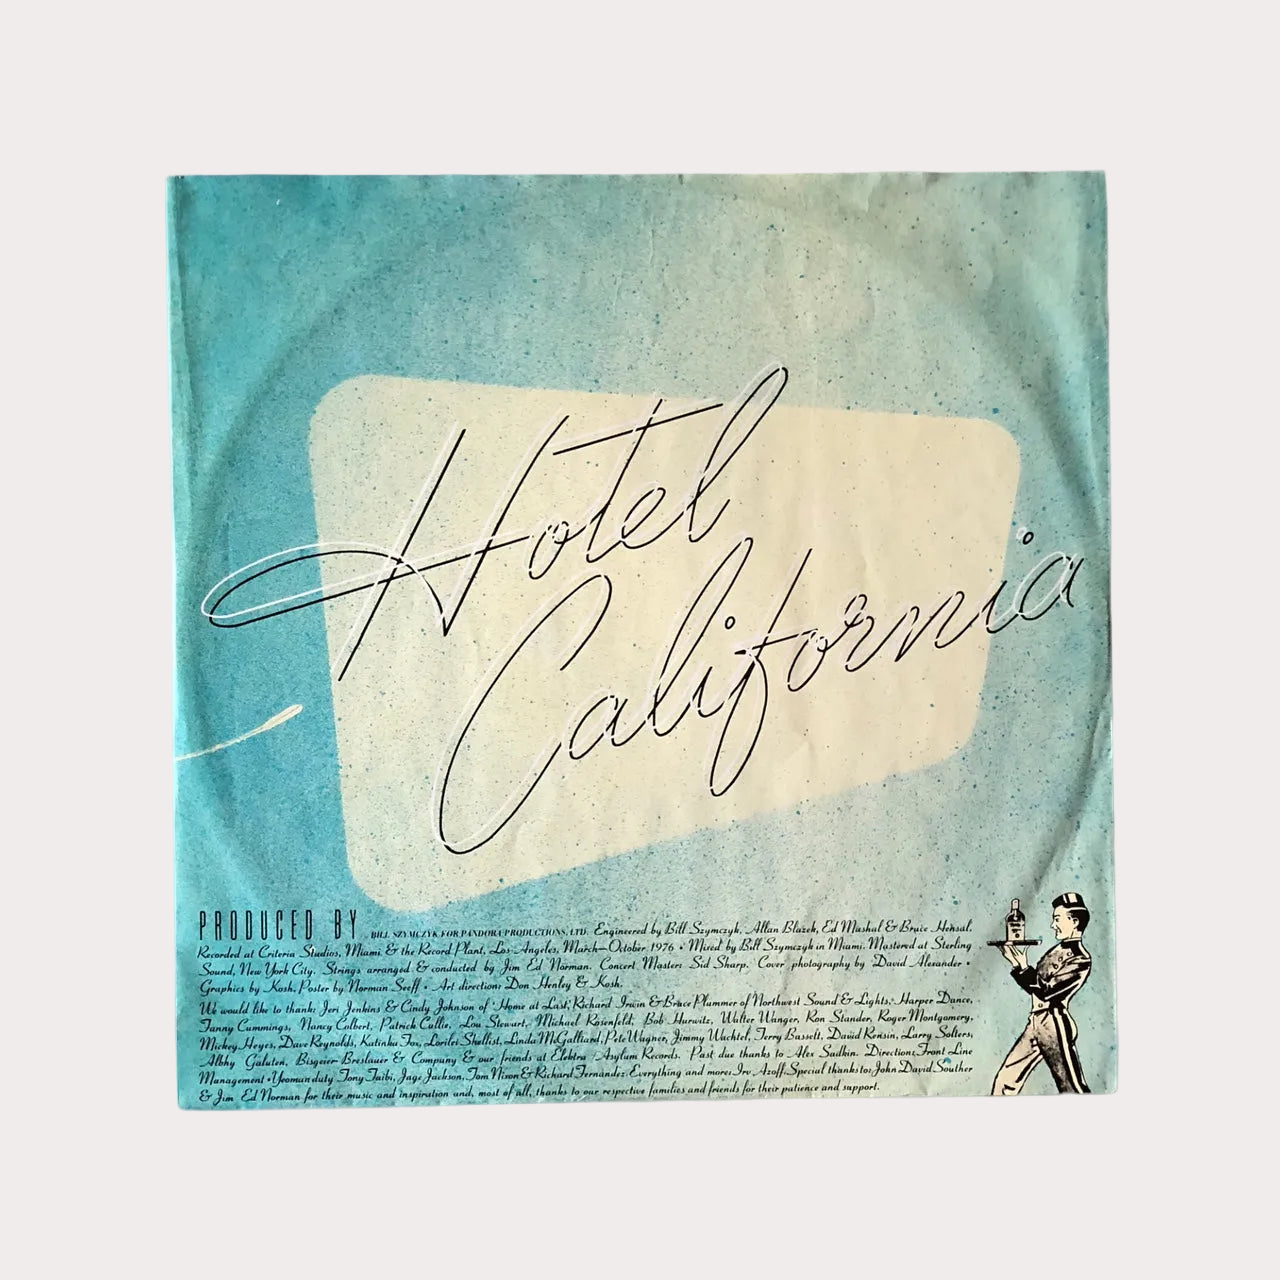 Hotel
California
PRODUCED BY BILL SZYMCZYK FOR PANDORA PRODUCTIONS, LTD. Engineered by Bill Szymczyk, Allan Blazek, Ed Mashal & Bruce Hensal.
Recorded at Criteria Studios, Miami & the Record Plant, Los Angeles, March–October 1976 • Mixed by Bill Szymczyk in Miami. Mastered at Sterling
Sound, New York City. Strings arranged & conducted by Jim Ed Norman. Concert Master: Sid Sharp. Cover photography by David Alexander •
Graphics by Kosh. Poster by Norman Seeff • Art direction: Don Henley & Kosh.
We would like to thank: Jeri Jenkins & Cindy Johnson of 'Home at Last,' Richard Irwin & Bruce Plummer of Northwest Sound & Lights, Harper Dance,
Fanny Cummings, Nancy Colbert, Patrick Cullie, Lou Stewart, Michael Rosenfeld, Bob Hurwitz, Walter Wanger, Ron Stander, Roger Montgomery,
Mickey Heyes, Dave Reynolds, Katinka Fox, Lorilei Shellist, Linda McGalliard, Pete Wagner, Jimmy Wachtel, Terry Bassett, David Rensin, Larry Solters,
Albhy Galuten, Bisgeier Breslauer & Company & our friends at Elektra/Asylum Records. Past due thanks to Alex Sadkin. Direction: Front Line
Management • Yeoman duty Tony Taibi, Jage Jackson, Tom Nixon & Richard Fernandez. Everything and more: Irv Azoff. Special thanks to: John David Souther
& Jim Ed Norman for their music and inspiration and, most of all, thanks to our respective families and friends for their patience and support.